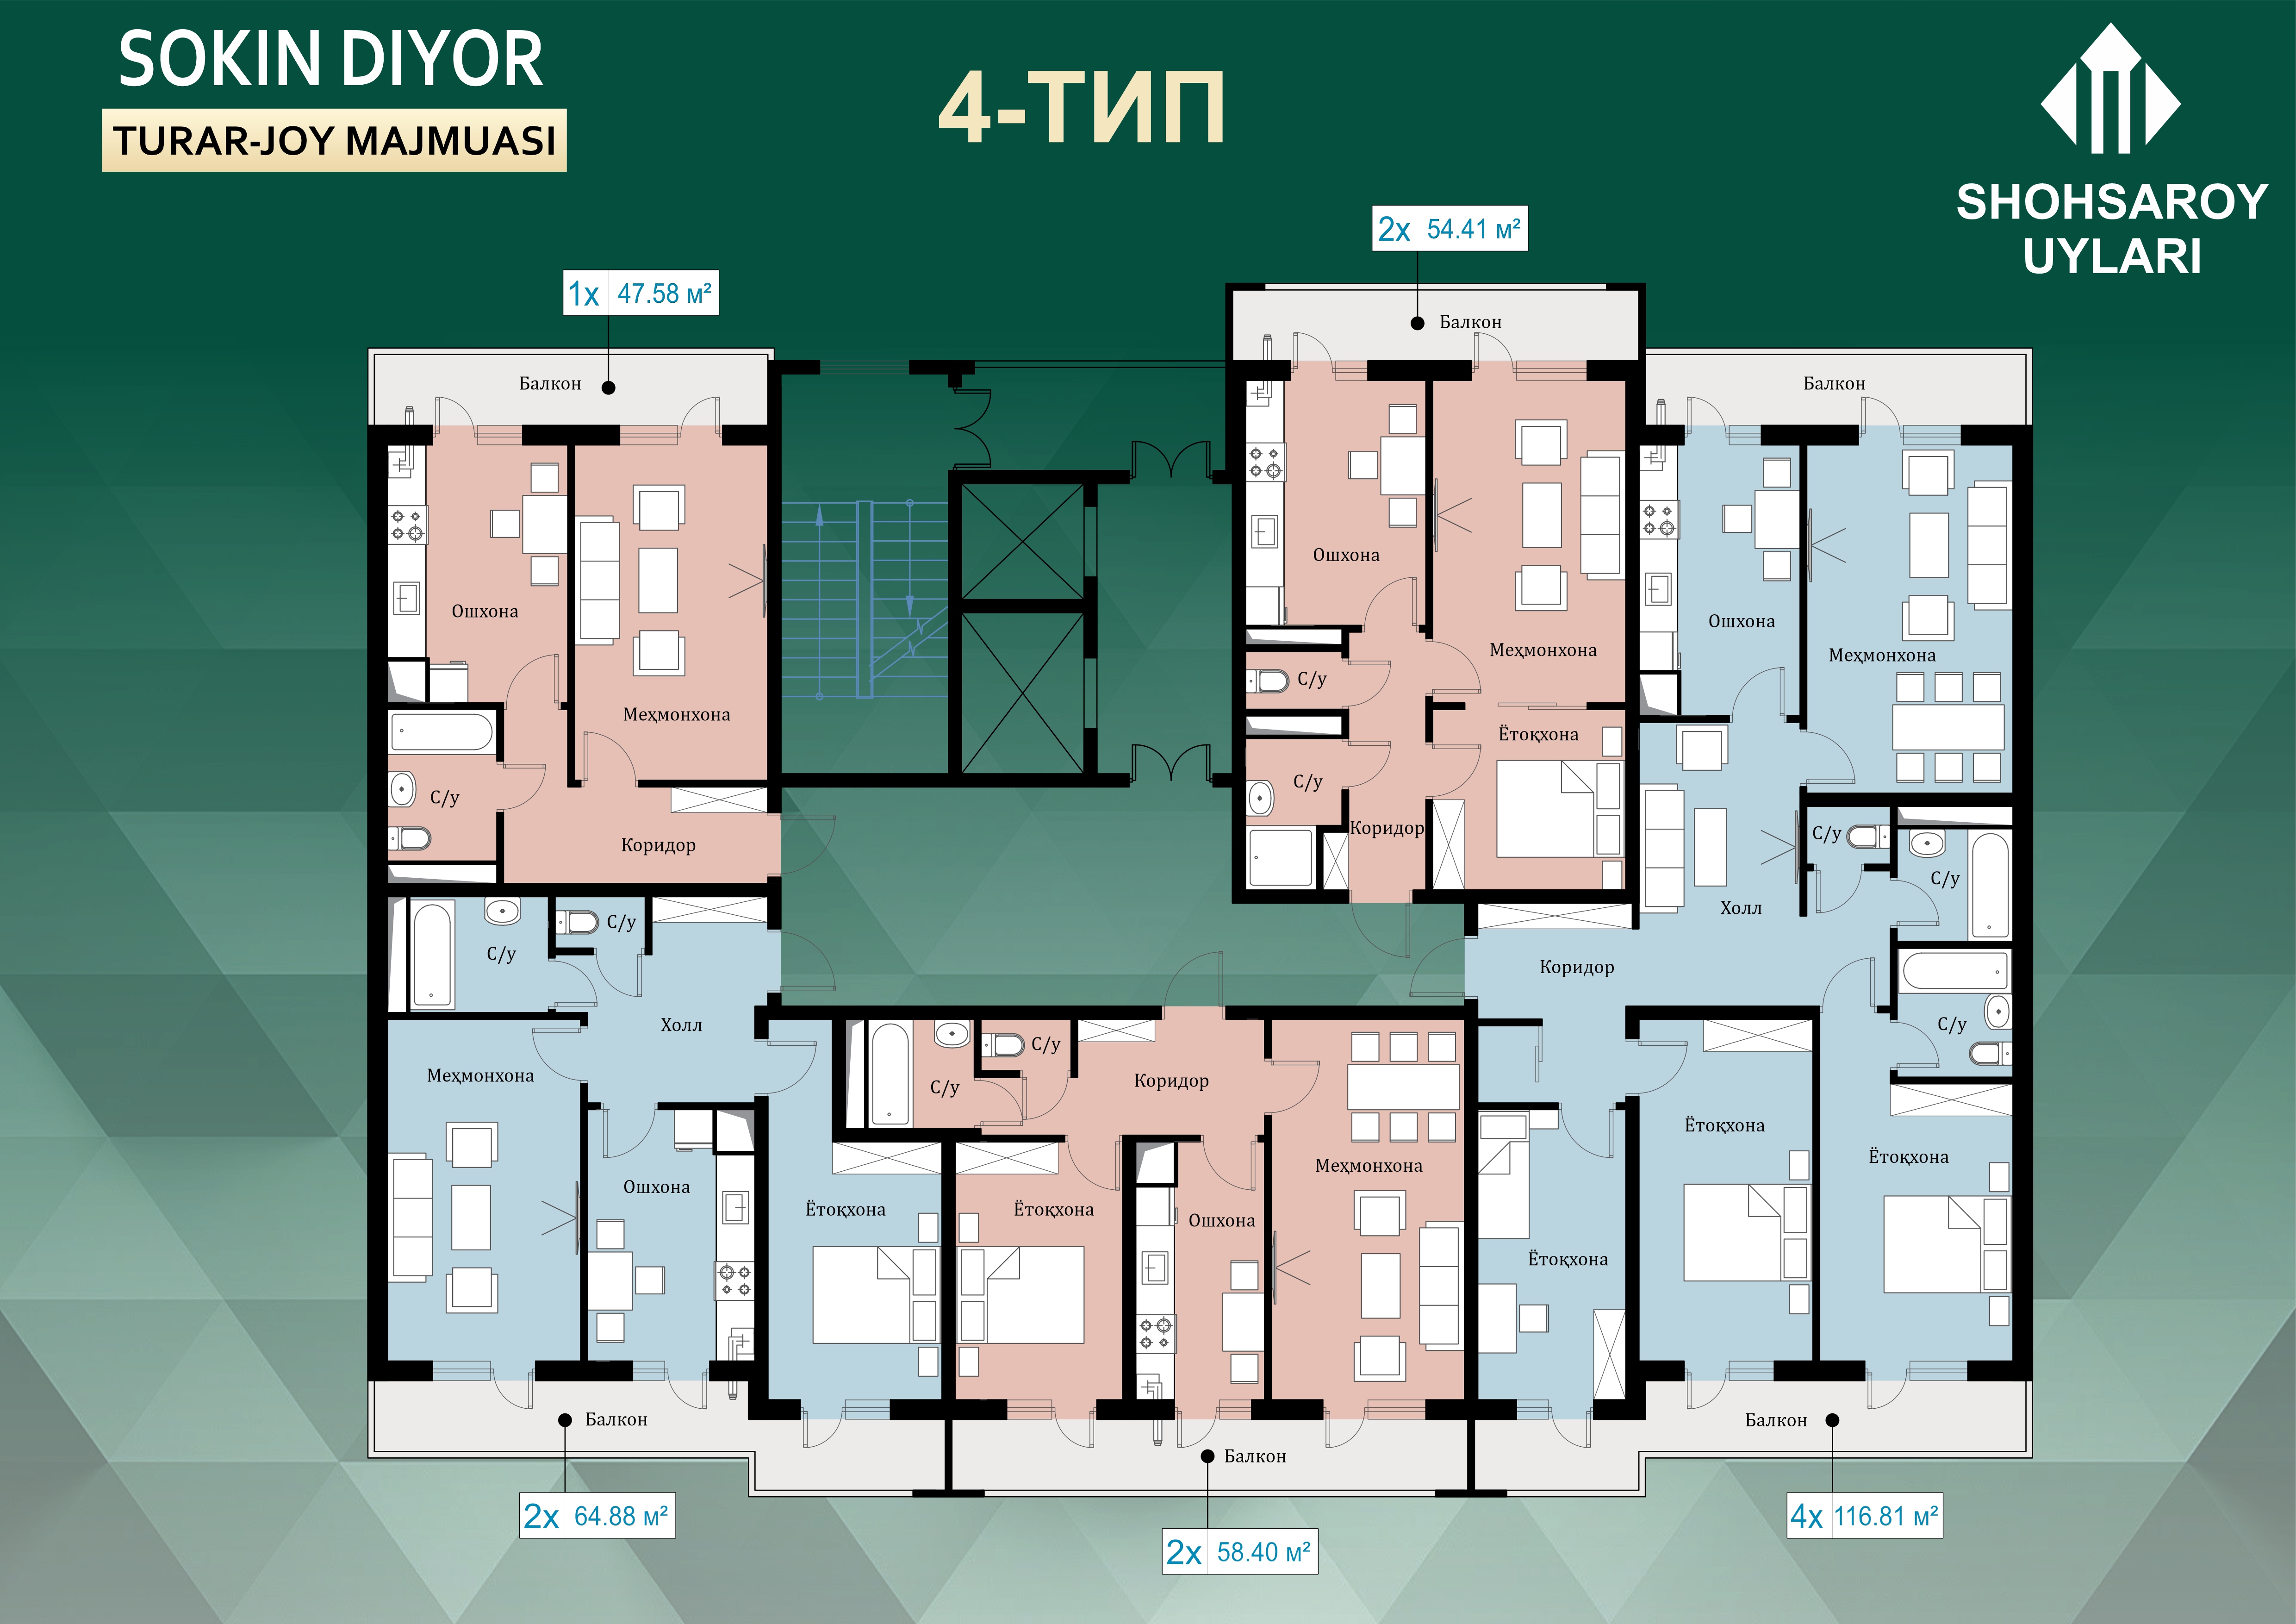 SOKIN DIYOR
TURAR-JOY MAJMUASI
4-ТИП
SHOHSAROY
UYLARI
2x 54.41 м²
1x 47.58 м²
Балкон
Балкон
Балкон
Ошхона
Меҳмонхона
С/у
Коридор
Ошхона
Меҳмонхона
С/у
Ётоқхона
С/у
Коридор
Ошхона
Меҳмонхона
С/у
С/у
Холл
Коридор
С/у
С/у
С/у
Холл
Меҳмонхона
Ошхона
Ётоқхона
С/у
С/у
Коридор
Меҳмонхона
Ётоқхона
Ошхона
Ётоқхона
Ётоқхона
Ётоқхона
Балкон
Балкон
Балкон
2x 64.88 м²
2x 58.40 м²
4x 116.81 м²